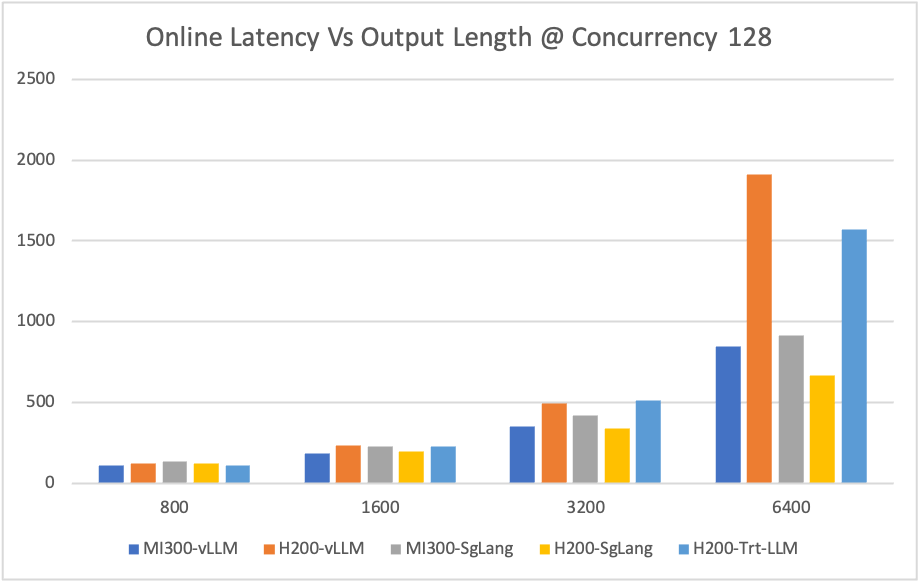 Online Latency Vs Output Length @ Concurrency 128
2500
2000
1500
1000
500
0
800 1600 3200 6400
MI300-vLLM H200-vLLM MI300-SgLang H200-SgLang H200-Trt-LLM